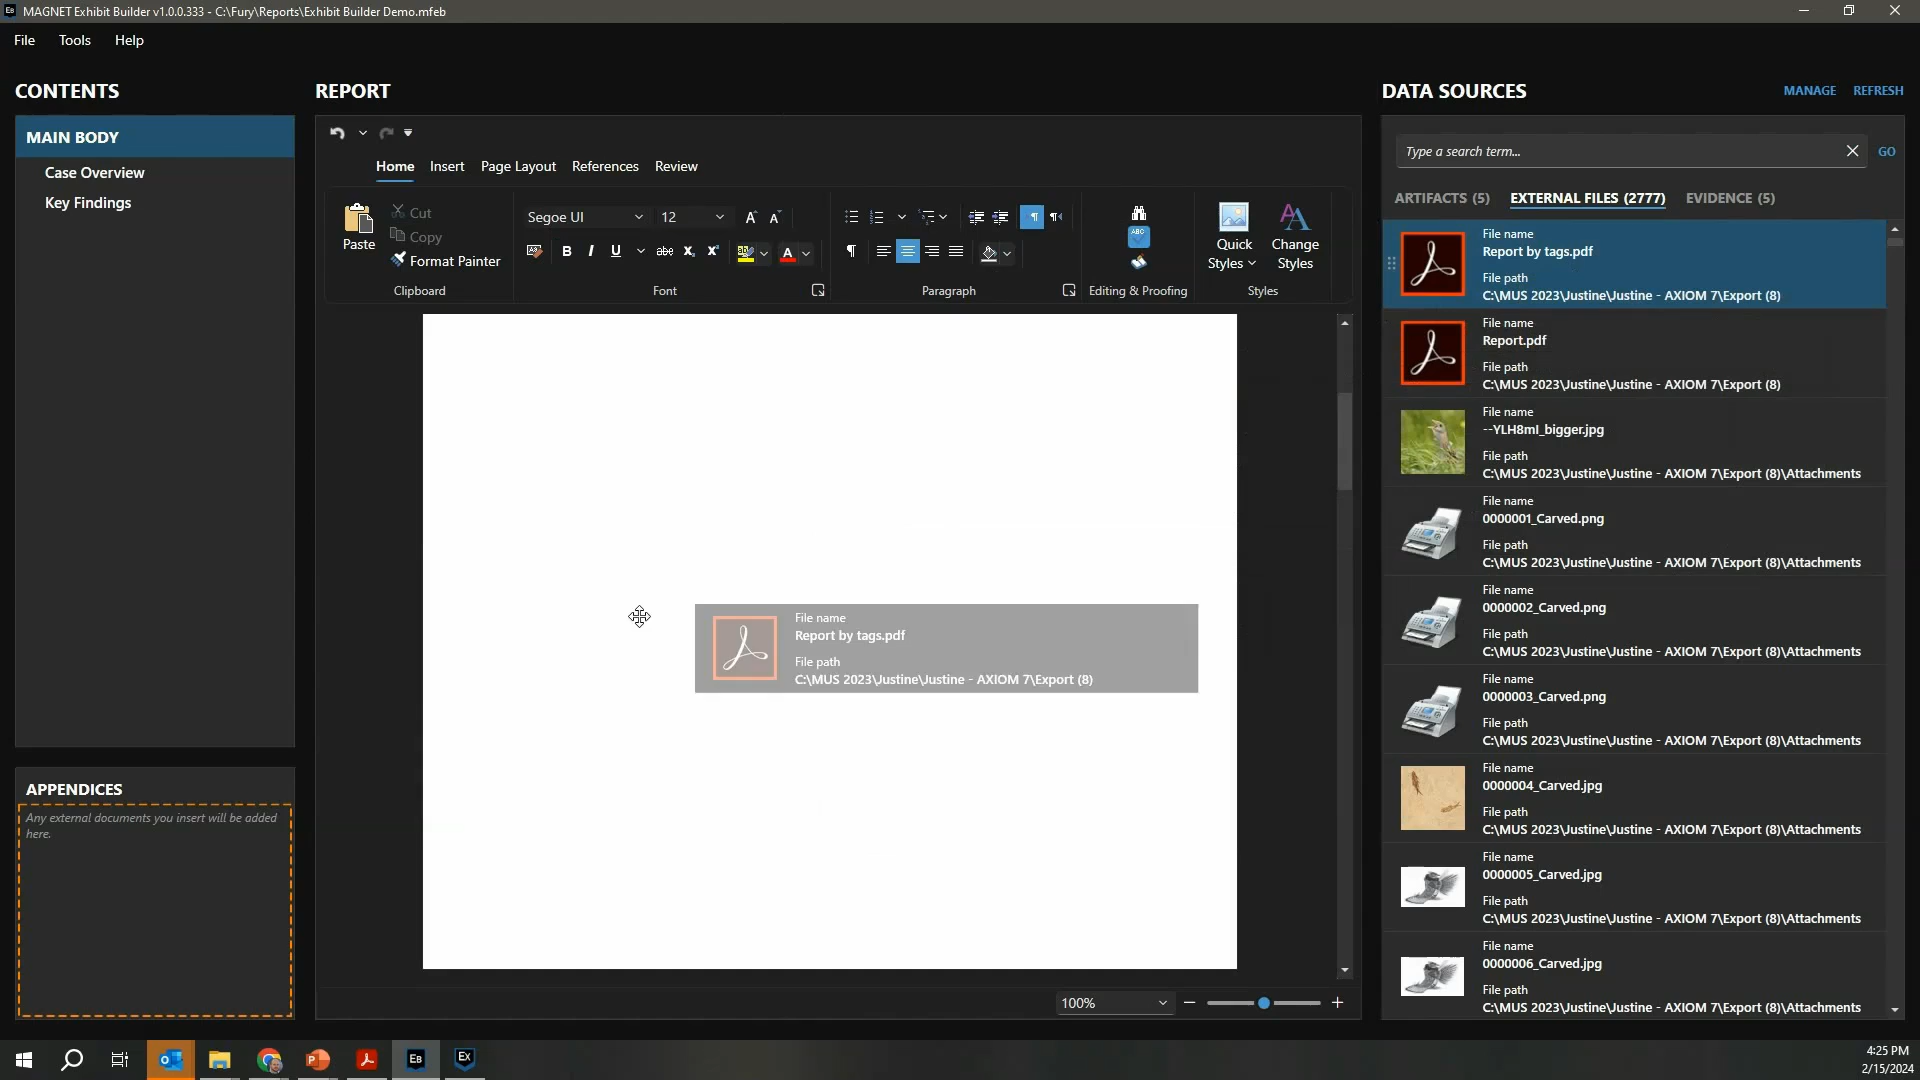 MAGNET Exhibit Builder v1.0.0.333 - C:\Fury\Reports\Exhibit Builder Demo.mfeb
File Tools Help
CONTENTS
MAIN BODY
Case Overview
Key Findings
APPENDICES
Any external documents you insert will be added
here.
REPORT
Home Insert Page Layout References Review
Paste
Cut
Copy
Format Painter
Clipboard
Segoe UI 12
B I U abc X₂ X² ab A
Font
Paragraph
ABC
Editing & Proofing
Quick
Styles
Change
Styles
Styles
File name
Report by tags.pdf
File path
C:\MUS 2023\Justine\Justine - AXIOM 7\Export (8)
100%
DATA SOURCES
MANAGE REFRESH
Type a search term...
GO
ARTIFACTS (5) EXTERNAL FILES (2777) EVIDENCE (5)
File name
Report by tags.pdf
File path
C:\MUS 2023\Justine\Justine - AXIOM 7\Export (8)
File name
Report.pdf
File path
C:\MUS 2023\Justine\Justine - AXIOM 7\Export (8)
File name
--YLH8mI_bigger.jpg
File path
C:\MUS 2023\Justine\Justine - AXIOM 7\Export (8)\Attachments
File name
0000001_Carved.png
File path
C:\MUS 2023\Justine\Justine - AXIOM 7\Export (8)\Attachments
File name
0000002_Carved.png
File path
C:\MUS 2023\Justine\Justine - AXIOM 7\Export (8)\Attachments
File name
0000003_Carved.png
File path
C:\MUS 2023\Justine\Justine - AXIOM 7\Export (8)\Attachments
File name
0000004_Carved.jpg
File path
C:\MUS 2023\Justine\Justine - AXIOM 7\Export (8)\Attachments
File name
0000005_Carved.jpg
File path
C:\MUS 2023\Justine\Justine - AXIOM 7\Export (8)\Attachments
File name
0000006_Carved.jpg
File path
C:\MUS 2023\Justine\Justine - AXIOM 7\Export (8)\Attachments
EB EX
4:25 PM
2/15/2024